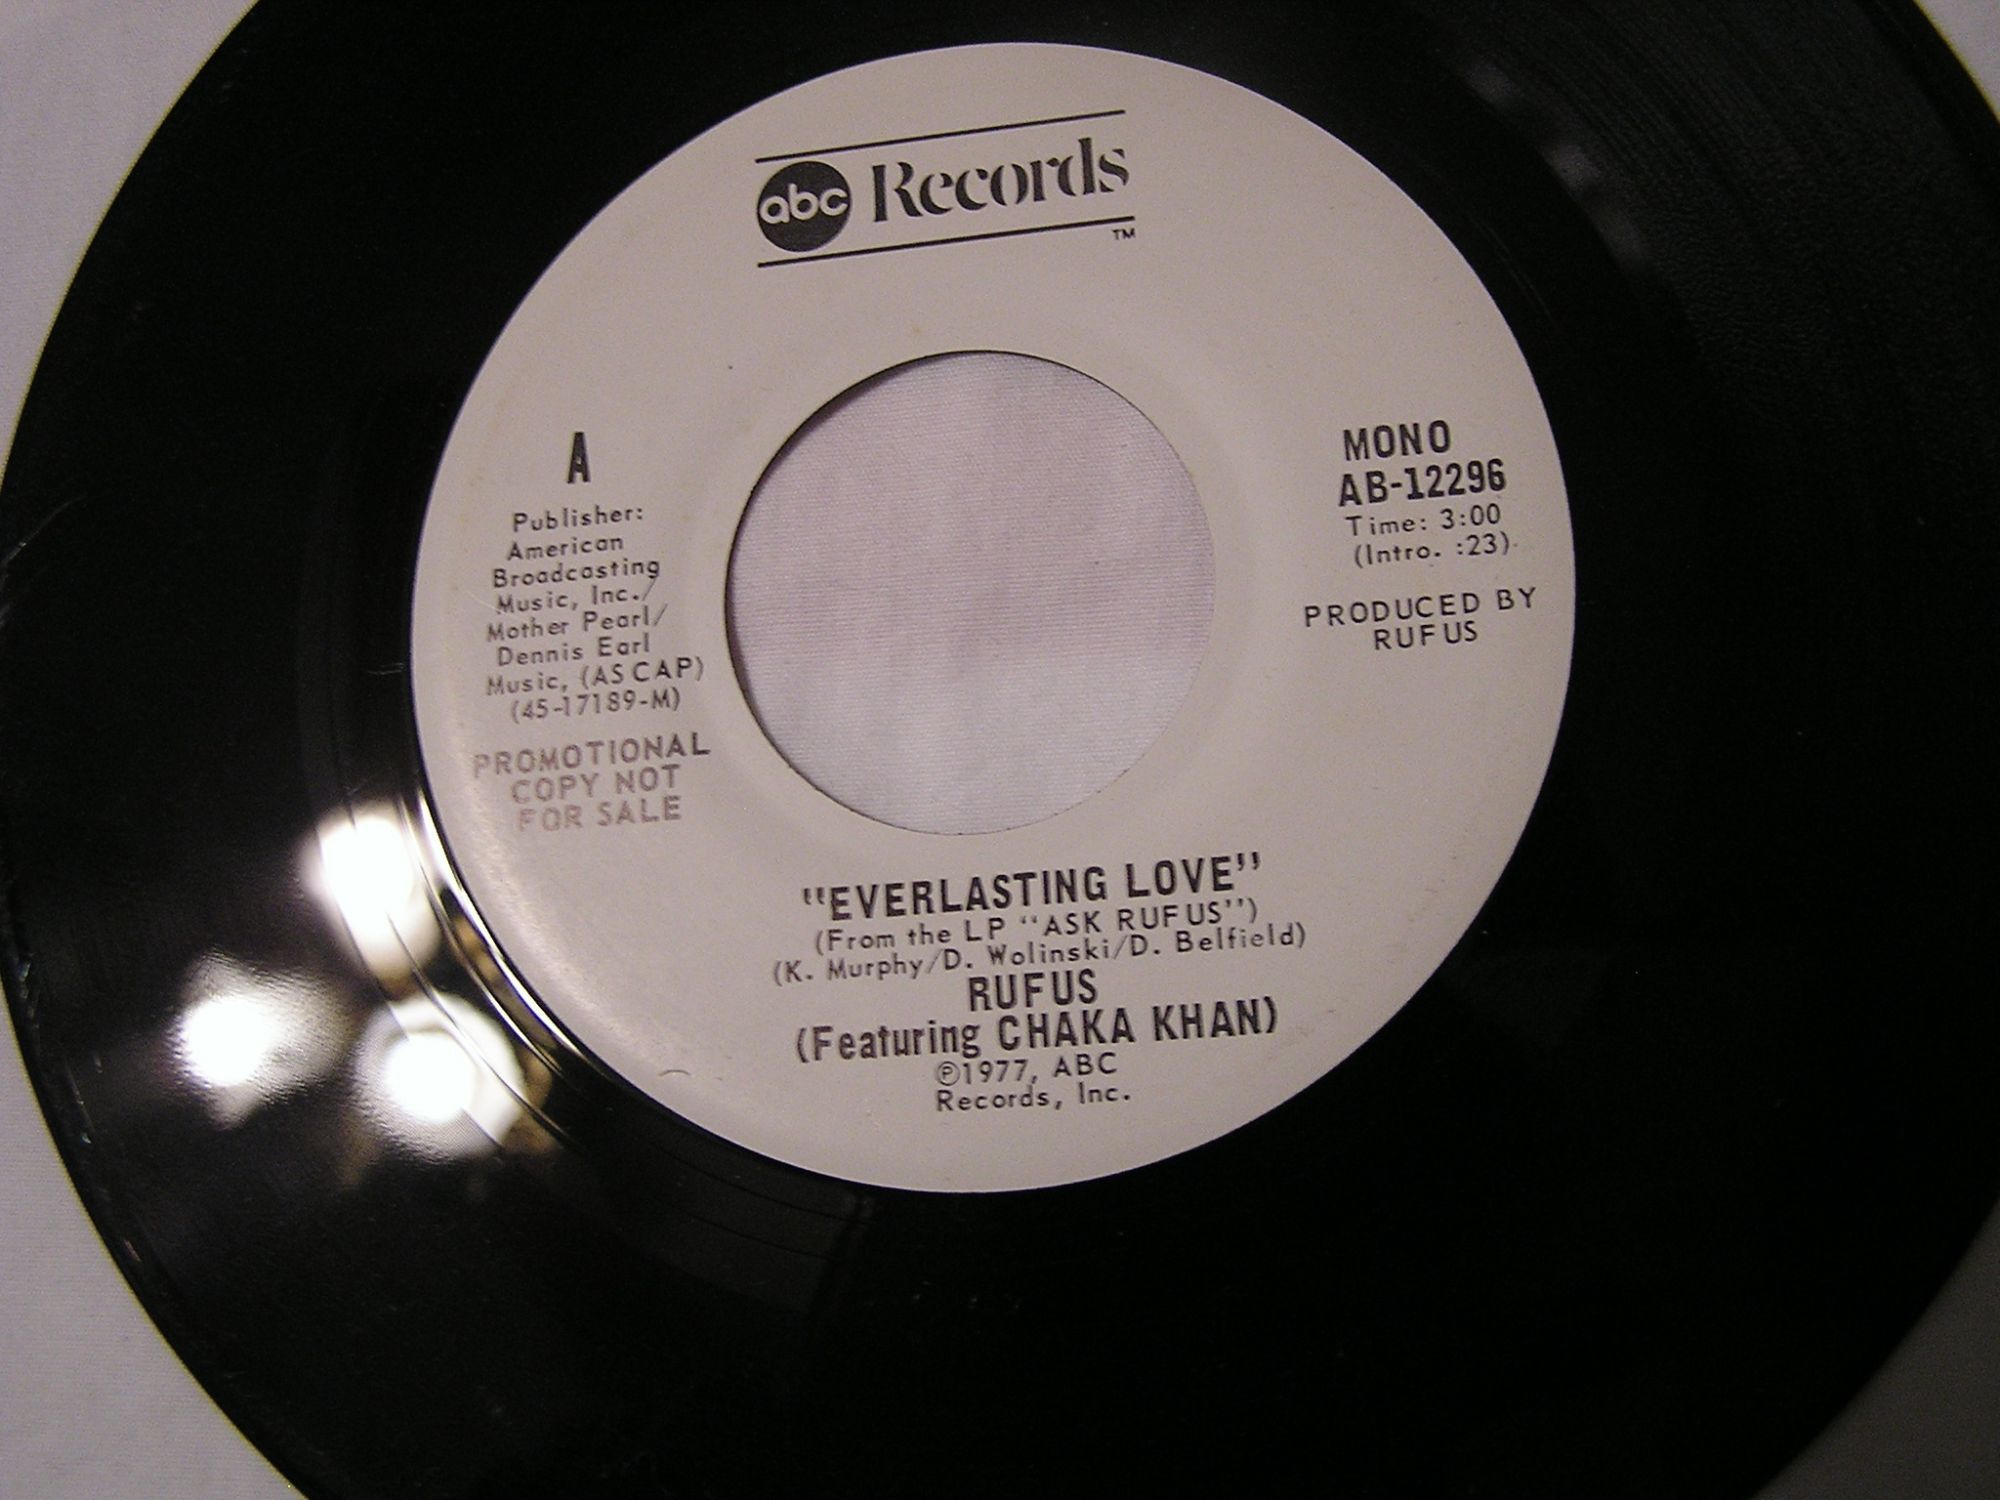 abc Records
TM
A
Publisher:
American
Broadcasting
Music, Inc./
Mother Pearl/
Dennis Earl
Music, (ASCAP)
(45-17189-M)
PROMOTIONAL
COPY NOT
FOR SALE
MONO
AB-12296
Time: 3:00
(Intro. :23)
PRODUCED BY
RUFUS
"EVERLASTING LOVE"
(From the LP "ASK RUFUS")
(K. Murphy/D. Wolinski/D. Belfield)
RUFUS
(Featuring CHAKA KHAN)
℗1977, ABC
Records, Inc.